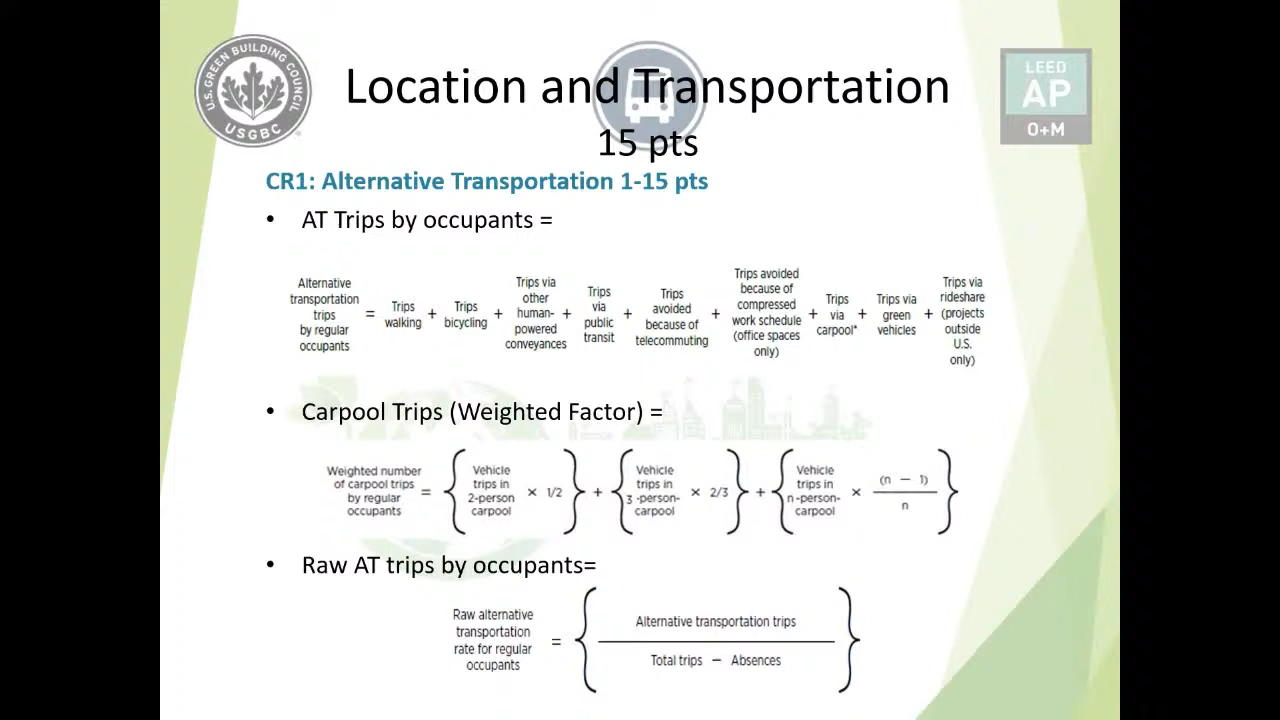 U.S. GREEN BUILDING COUNCIL
USGBC
LEED
AP
O+M
Location and Transportation
15 pts
CR1: Alternative Transportation 1-15 pts
• AT Trips by occupants =
Alternative
transportation
trips
by regular
occupants
=
Trips
walking
+
Trips
bicycling
+
Trips via
other
human-
powered
conveyances
+
Trips
via
public
transit
+
Trips
avoided
because of
telecommuting
+
Trips avoided
because of
compressed
work schedule
(office spaces
only)
+
Trips
via
carpool*
+
Trips via
green
vehicles
+
Trips via
rideshare
(projects
outside
U.S.
only)
• Carpool Trips (Weighted Factor) =
Weighted number
of carpool trips
by regular
occupants
=
Vehicle
trips in
2-person
carpool
× 1/2
+
Vehicle
trips in
3 -person-
carpool
× 2/3
+
Vehicle
trips in
n-person-
carpool
×
(n − 1)
n
• Raw AT trips by occupants=
Raw alternative
transportation
rate for regular
occupants
=
Alternative transportation trips
Total trips − Absences